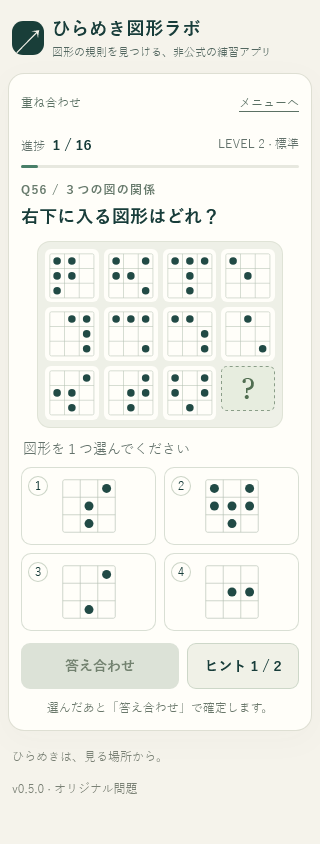 ひらめき図形ラボ
図形の規則を見つける、非公式の練習アプリ
重ね合わせ メニューへ
進捗 1 / 16 LEVEL 2 · 標準
Q56 / 3つの図の関係
右下に入る図形はどれ？
?
図形を1つ選んでください
1 2
3 4
答え合わせ ヒント 1 / 2
選んだあと「答え合わせ」で確定します。
ひらめきは、見る場所から。
v0.5.0 · オリジナル問題